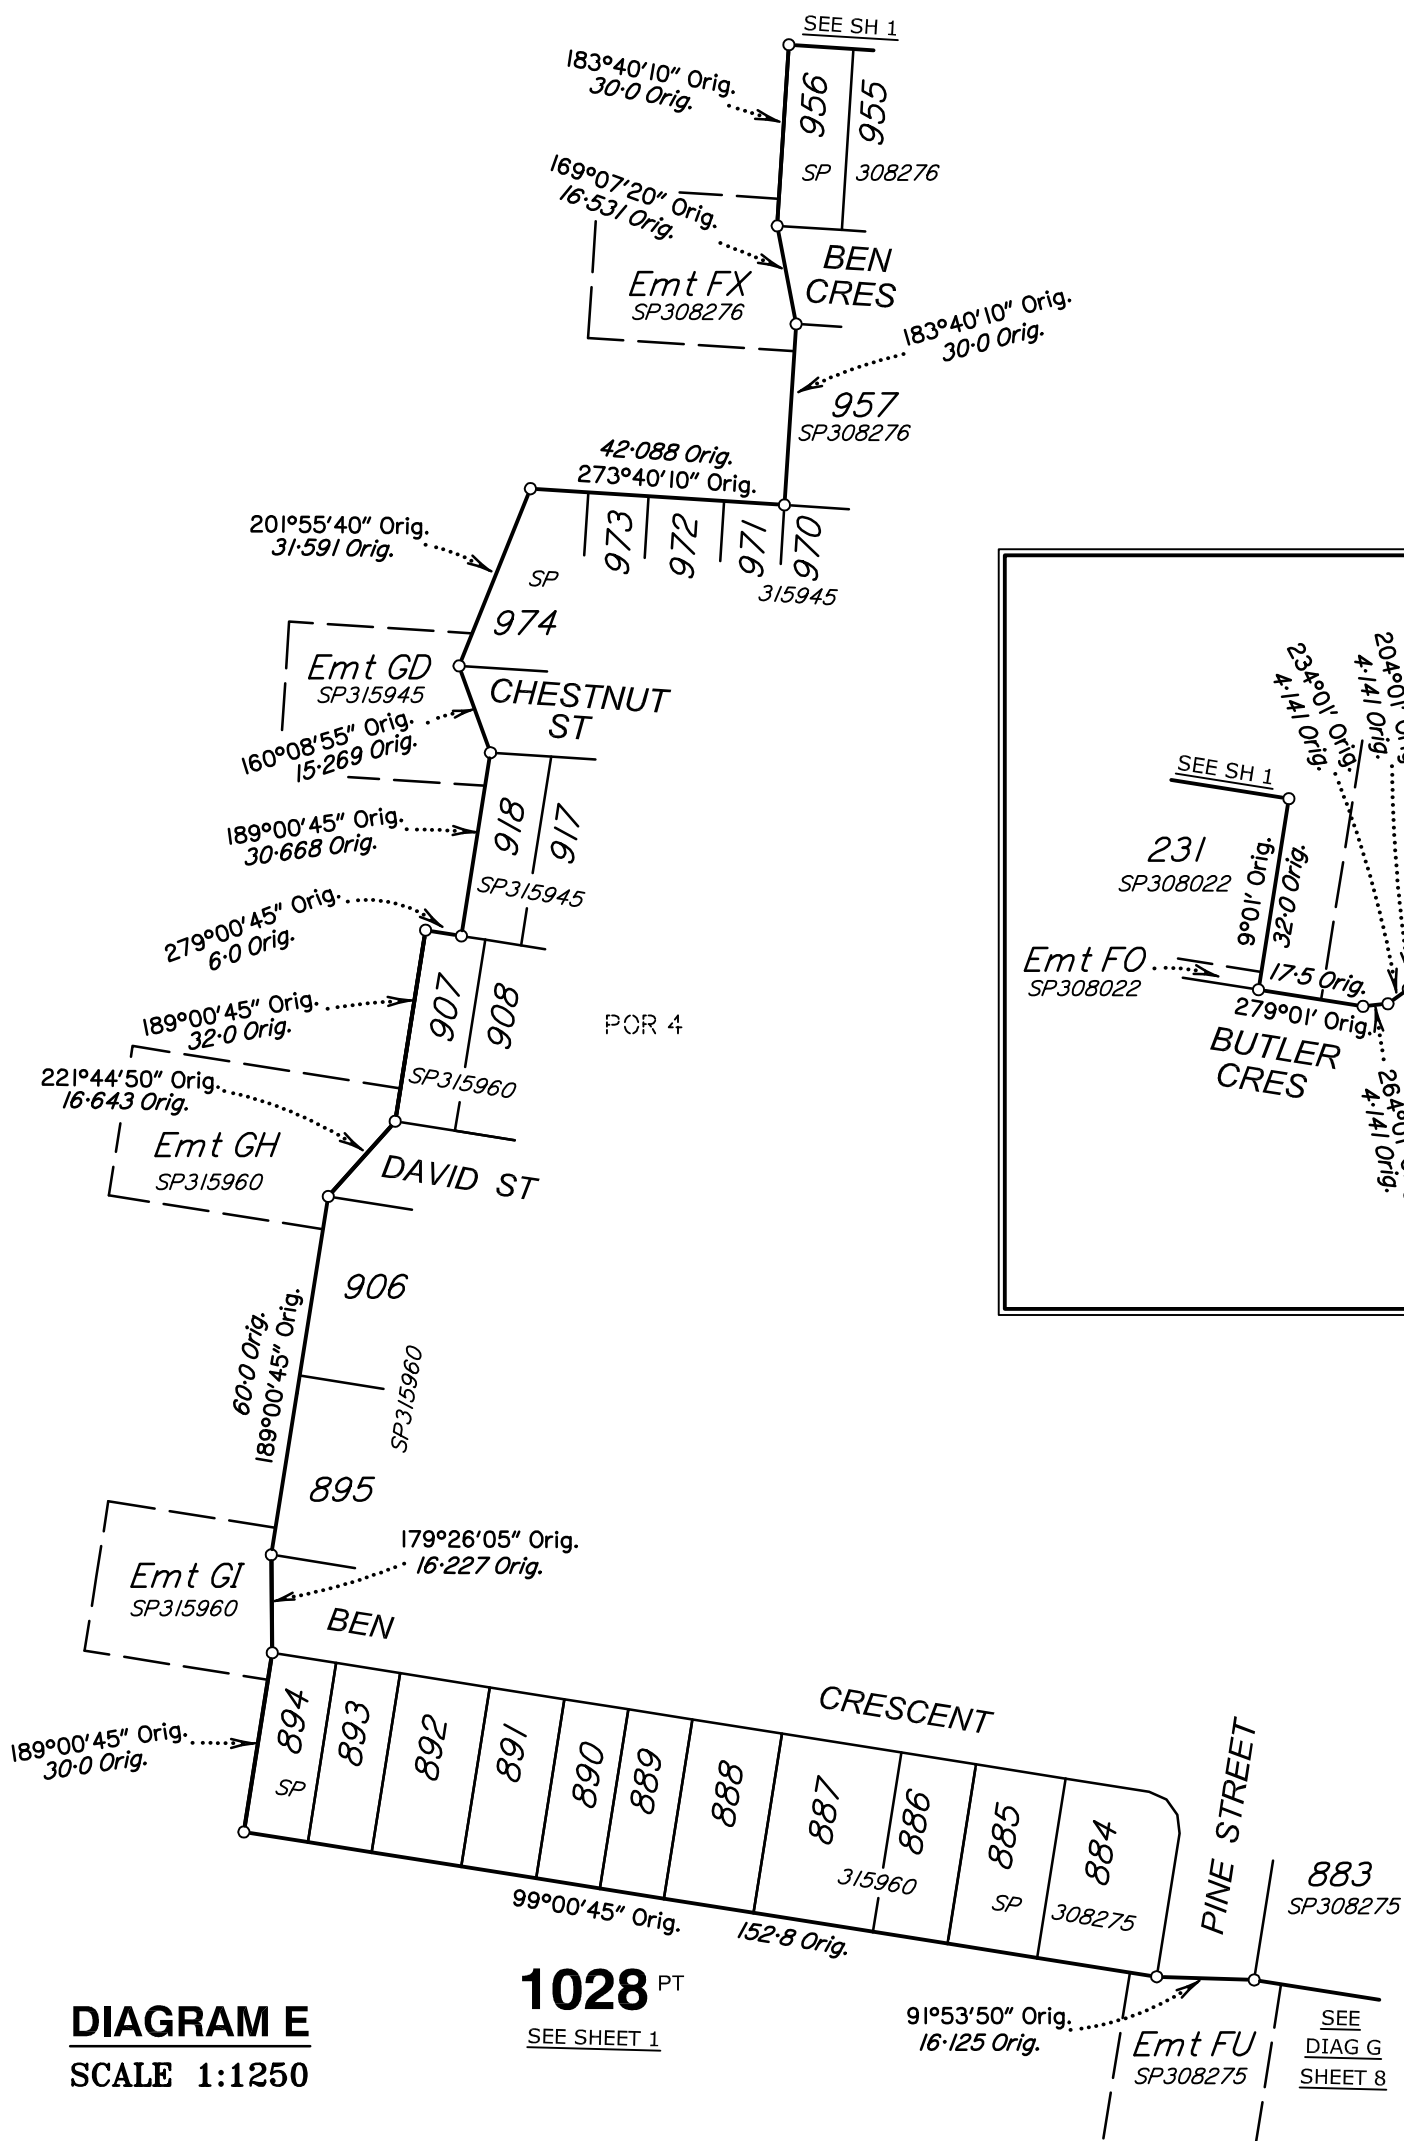 SEE SH 1
183°40'10" Orig.
30·0 Orig.
956
955
SP 308276
169°07'20" Orig.
16·531 Orig.
BEN
CRES
Emt FX
SP308276
183°40'10" Orig.
30·0 Orig.
957
SP308276
42·088 Orig.
273°40'10" Orig.
201°55'40" Orig.
31·591 Orig.
973
972
971
970
315945
SP
974
Emt GD
SP315945
CHESTNUT
ST
160°08'55" Orig.
15·269 Orig.
189°00'45" Orig.
30·668 Orig.
918
917
SP315945
279°00'45" Orig.
6·0 Orig.
189°00'45" Orig.
32·0 Orig.
907
908
POR 4
SP315960
221°44'50" Orig.
16·643 Orig.
Emt GH
SP315960
DAVID ST
906
60·0 Orig.
189°00'45" Orig.
SP315960
895
179°26'05" Orig.
16·227 Orig.
Emt GI
SP315960
BEN
CRESCENT
189°00'45" Orig.
30·0 Orig.
894
893
892
891
890
889
888
887
886
885
884
SP
315960
SP
308275
PINE STREET
883
SP308275
99°00'45" Orig.
152·8 Orig.
1028 PT
SEE SHEET 1
91°53'50" Orig.
16·125 Orig.
Emt FU
SP308275
SEE
DIAG G
SHEET 8
DIAGRAM E
SCALE 1:1250
SEE SH 1
231
SP308022
9°01' Orig.
32·0 Orig.
234°01' Orig.
4·141 Orig.
204°01'
4·141 Orig.
Emt FO
SP308022
17·5 Orig.
279°01' Orig.
BUTLER
CRES
264°01'
4·141 Orig.